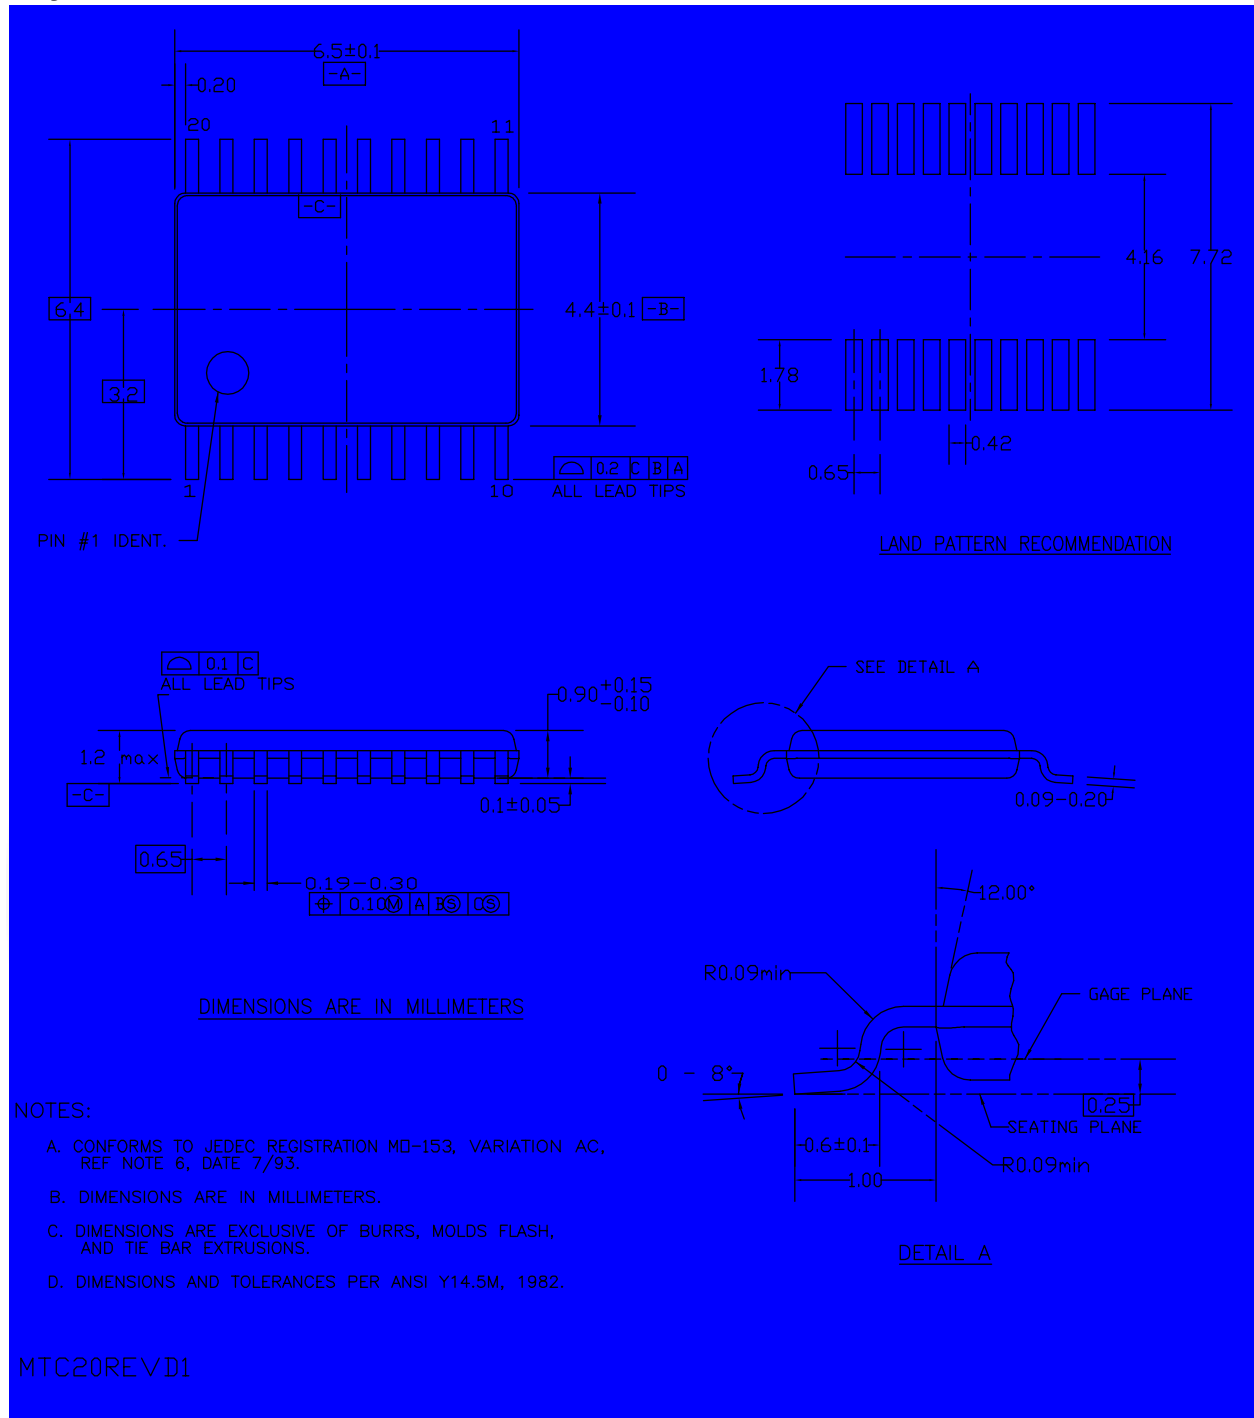 6.5±0.1
-A-
0.20
20
11
-C-
6.4
3.2
4.4±0.1 -B-
0.2 C B A
ALL LEAD TIPS
1
10
PIN #1 IDENT.
4.16
7.72
1.78
0.42
0.65
LAND PATTERN RECOMMENDATION
0.1 C
ALL LEAD TIPS
0.90 +0.15
-0.10
1.2 max
-C-
0.1±0.05
0.65
0.19-0.30
⌖ 0.10Ⓜ A BⓈ CⓈ
DIMENSIONS ARE IN MILLIMETERS
SEE DETAIL A
0.09-0.20
12.00°
R0.09min
GAGE PLANE
0 - 8°
0.25
SEATING PLANE
0.6±0.1
R0.09min
1.00
DETAIL A
NOTES:
A. CONFORMS TO JEDEC REGISTRATION MO-153, VARIATION AC,
REF NOTE 6, DATE 7/93.
B. DIMENSIONS ARE IN MILLIMETERS.
C. DIMENSIONS ARE EXCLUSIVE OF BURRS, MOLDS FLASH,
AND TIE BAR EXTRUSIONS.
D. DIMENSIONS AND TOLERANCES PER ANSI Y14.5M, 1982.
MTC20REVD1